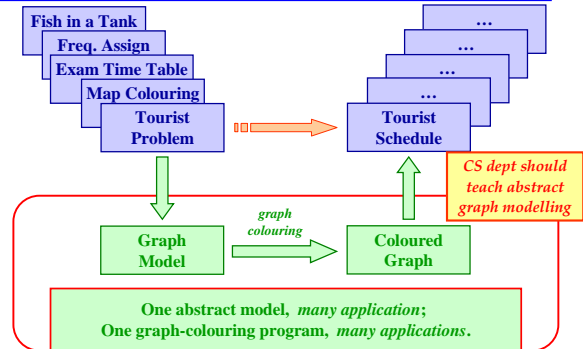 Fish in a Tank
Freq. Assign
Exam Time Table
Map Colouring
Tourist
Problem
...
...
...
...
Tourist
Schedule
CS dept should
teach abstract
graph modelling
Graph
Model
graph
colouring
Coloured
Graph
One abstract model, many application;
One graph-colouring program, many applications.